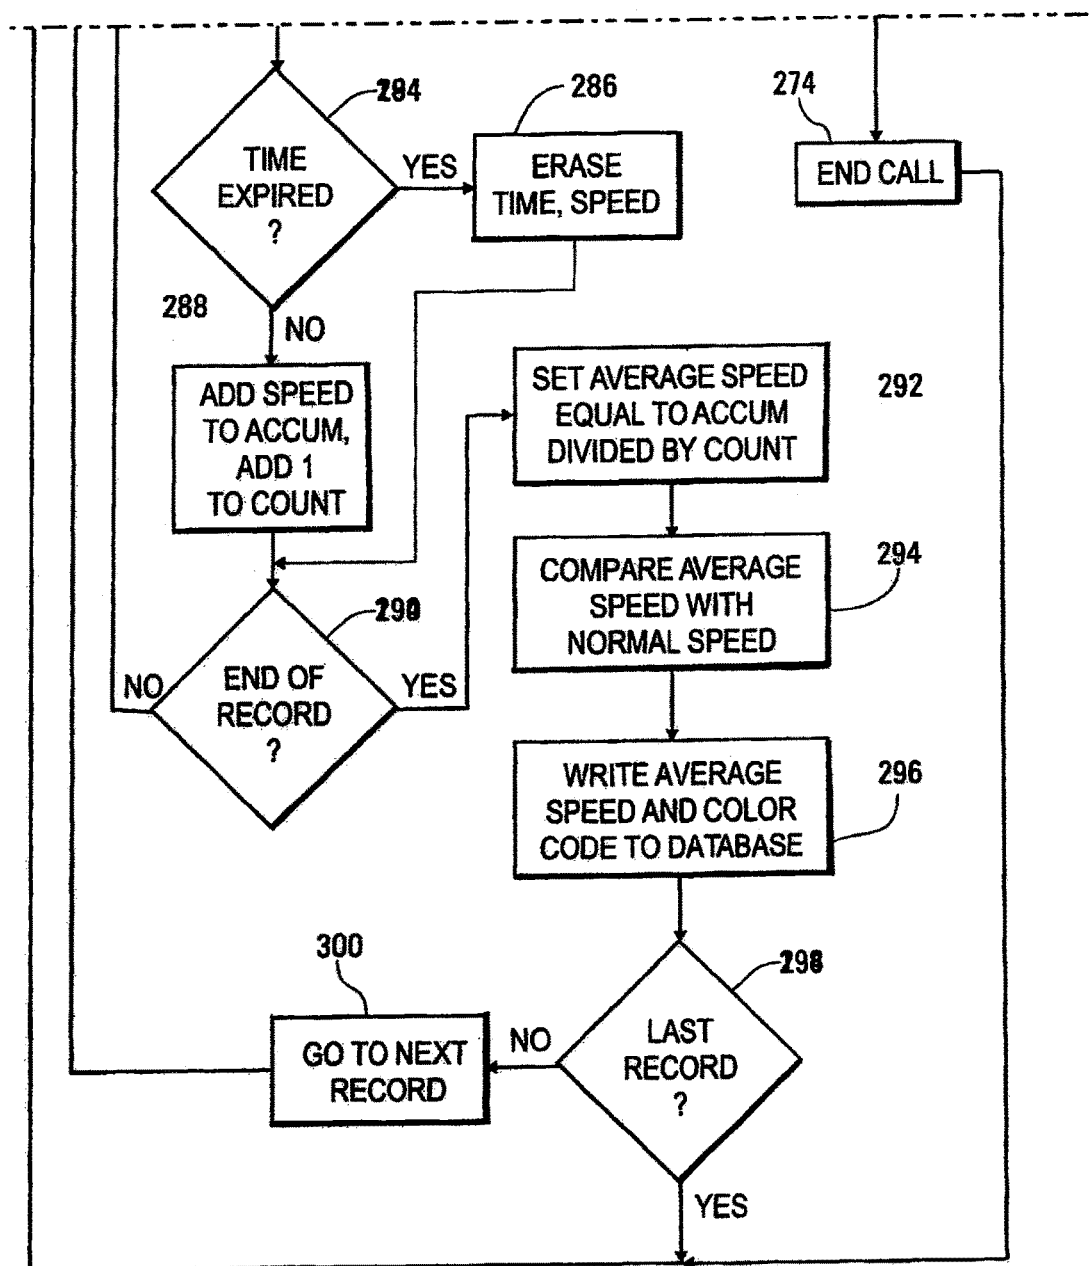 284
286
274
TIME
EXPIRED
?
YES
ERASE
TIME, SPEED
END CALL
288
NO
ADD SPEED
TO ACCUM,
ADD 1
TO COUNT
SET AVERAGE SPEED
EQUAL TO ACCUM
DIVIDED BY COUNT
292
COMPARE AVERAGE
SPEED WITH
NORMAL SPEED
294
290
NO
END OF
RECORD
?
YES
WRITE AVERAGE
SPEED AND COLOR
CODE TO DATABASE
296
300
298
GO TO NEXT
RECORD
NO
LAST
RECORD
?
YES